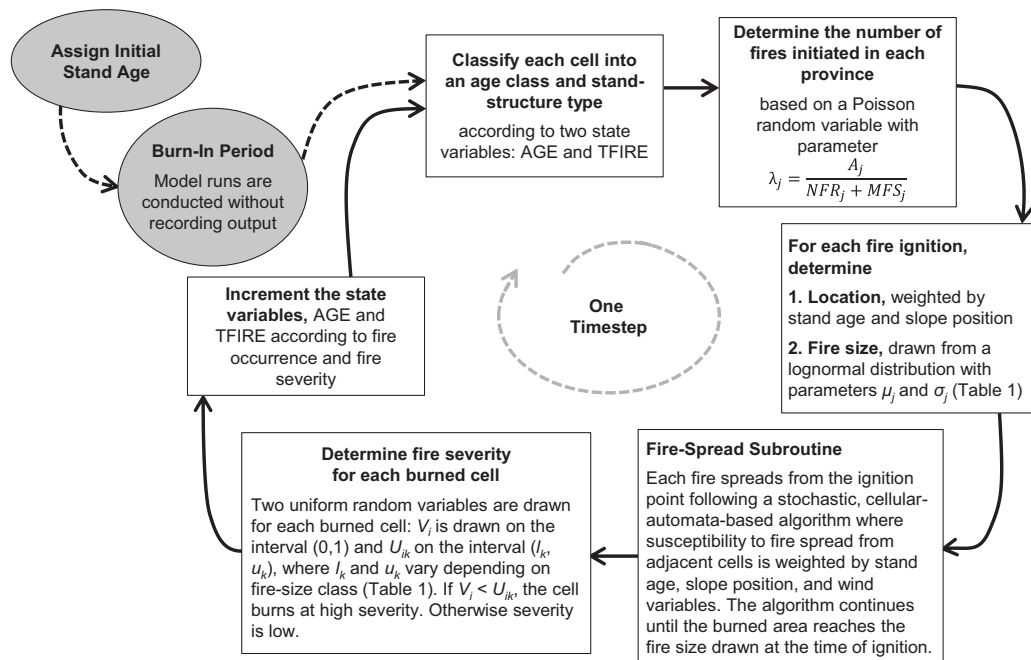 Assign Initial
Stand Age
Burn-In Period
Model runs are
conducted without
recording output
Classify each cell into
an age class and stand-
structure type
according to two state
variables: AGE and TFIRE
Determine the number of
fires initiated in each
province
based on a Poisson
random variable with
parameter
λj = Aj / NFRj + MFSj
For each fire ignition,
determine
1. Location, weighted by
stand age and slope position
2. Fire size, drawn from a
lognormal distribution with
parameters μj and σj (Table 1)
Fire-Spread Subroutine
Each fire spreads from the ignition
point following a stochastic, cellular-
automata-based algorithm where
susceptibility to fire spread from
adjacent cells is weighted by stand
age, slope position, and wind
variables. The algorithm continues
until the burned area reaches the
fire size drawn at the time of ignition.
Determine fire severity
for each burned cell
Two uniform random variables are drawn
for each burned cell: Vi is drawn on the
interval (0,1) and Uik on the interval (lk,
uk), where lk and uk vary depending on
fire-size class (Table 1). If Vi < Uik, the cell
burns at high severity. Otherwise severity
is low.
Increment the state
variables, AGE and
TFIRE according to fire
occurrence and fire
severity
One
Timestep